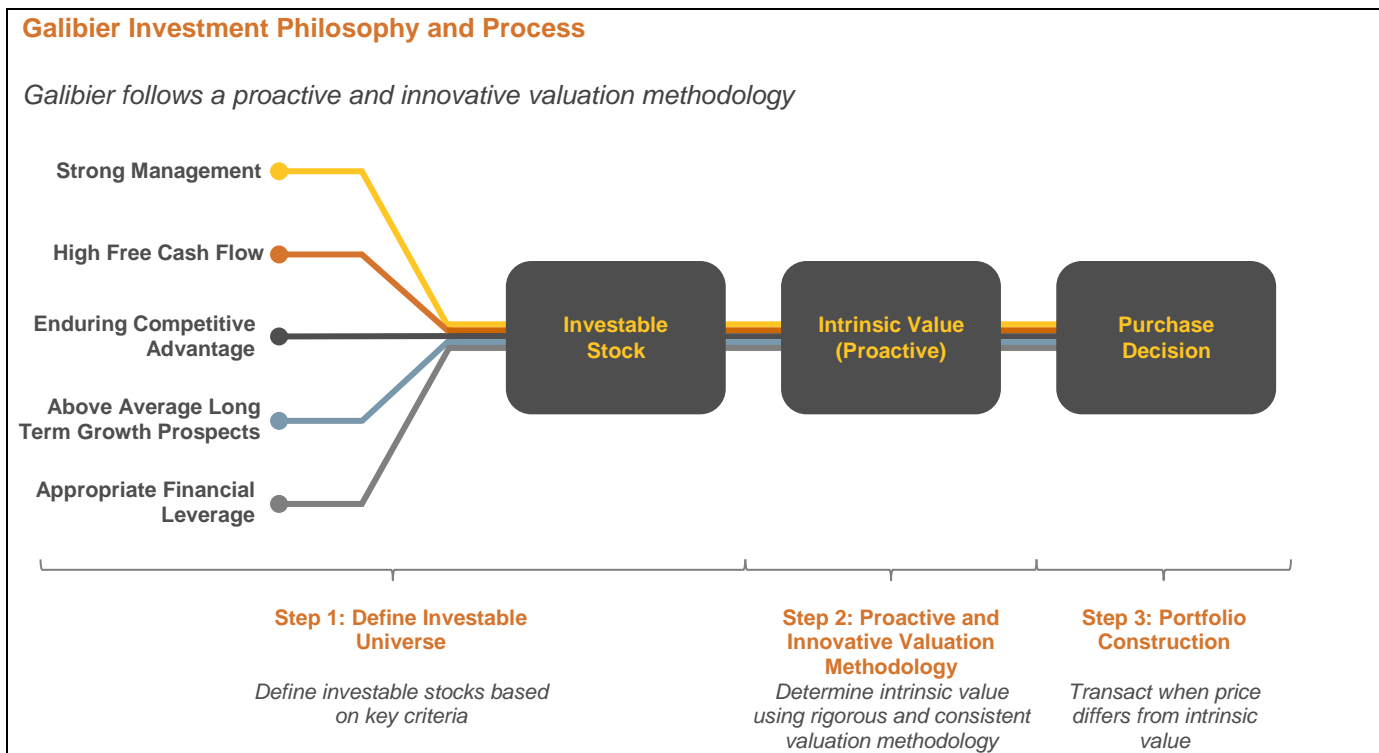 Galibier Investment Philosophy and Process
Galibier follows a proactive and innovative valuation methodology
Strong Management
High Free Cash Flow
Enduring Competitive
Advantage
Above Average Long
Term Growth Prospects
Appropriate Financial
Leverage
Investable
Stock
Intrinsic Value
(Proactive)
Purchase
Decision
Step 1: Define Investable
Universe
Define investable stocks based
on key criteria
Step 2: Proactive and
Innovative Valuation
Methodology
Determine intrinsic value
using rigorous and consistent
valuation methodology
Step 3: Portfolio
Construction
Transact when price
differs from intrinsic
value